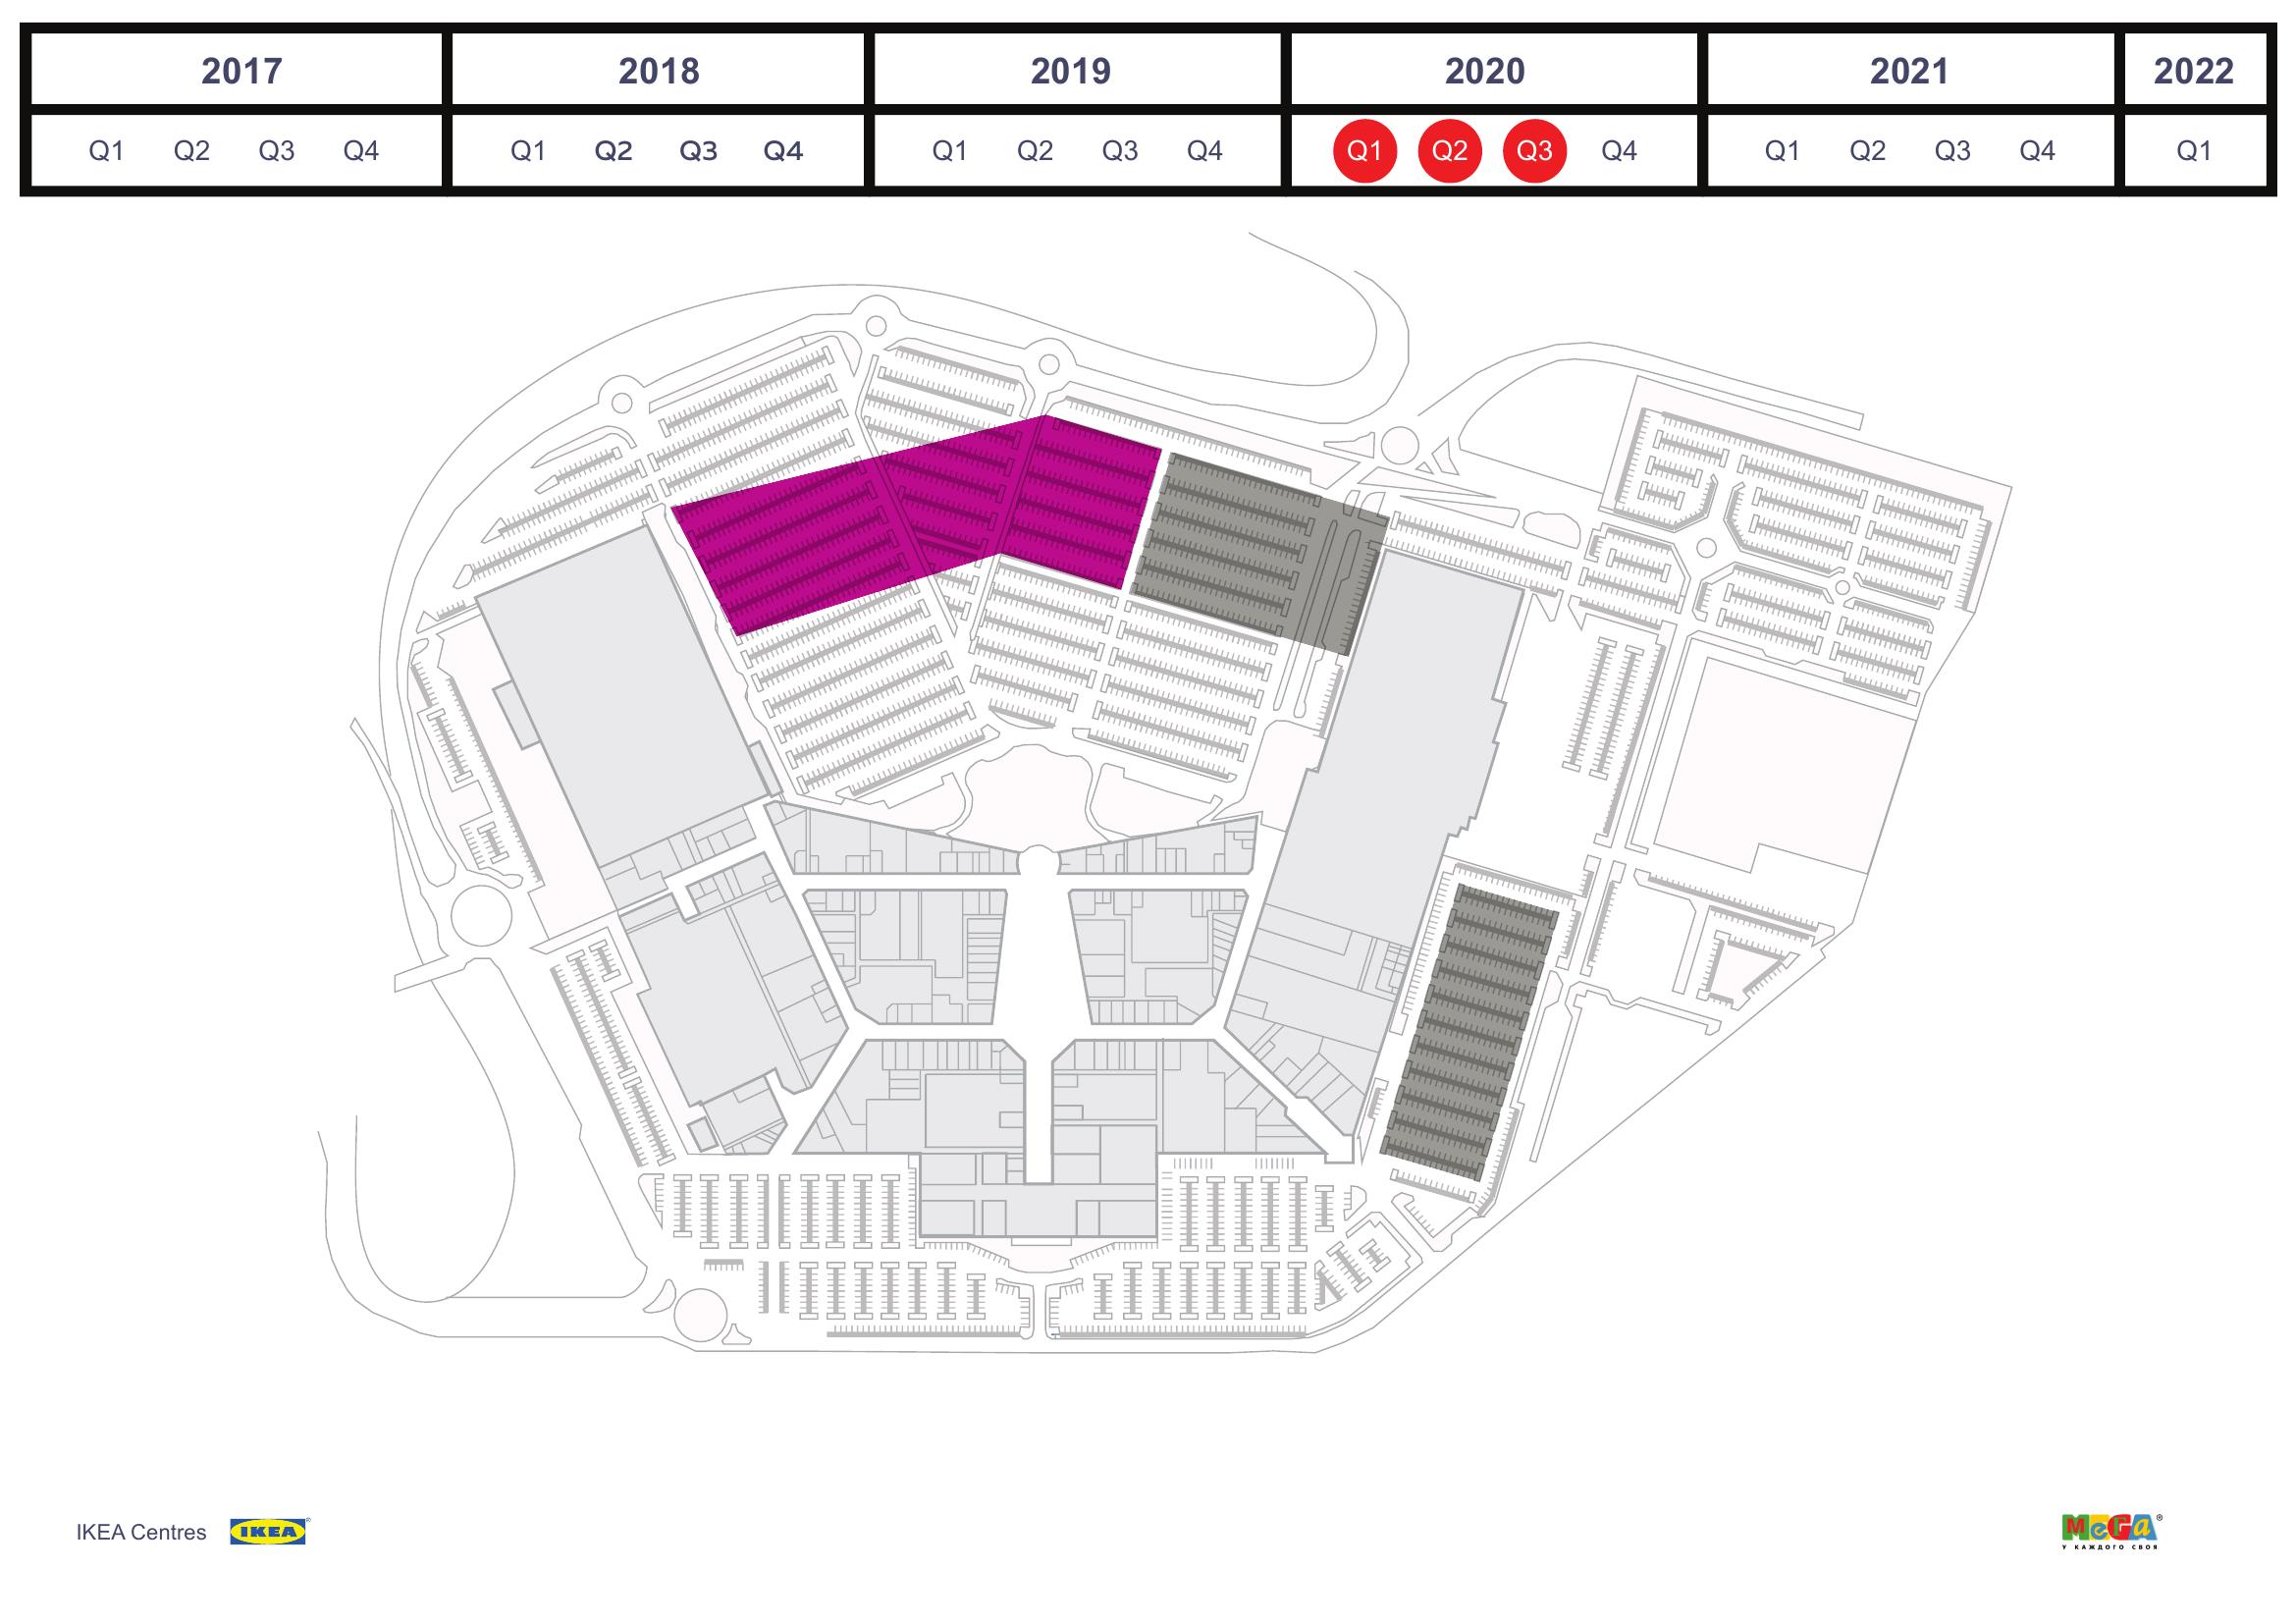 2017 2018 2019 2020 2021 2022
Q1 Q2 Q3 Q4 Q1 Q2 Q3 Q4 Q1 Q2 Q3 Q4 Q1 Q2 Q3 Q4 Q1 Q2 Q3 Q4 Q1
IKEA Centres IKEA ® MEGA ®
У КАЖДОГО СВОЯ